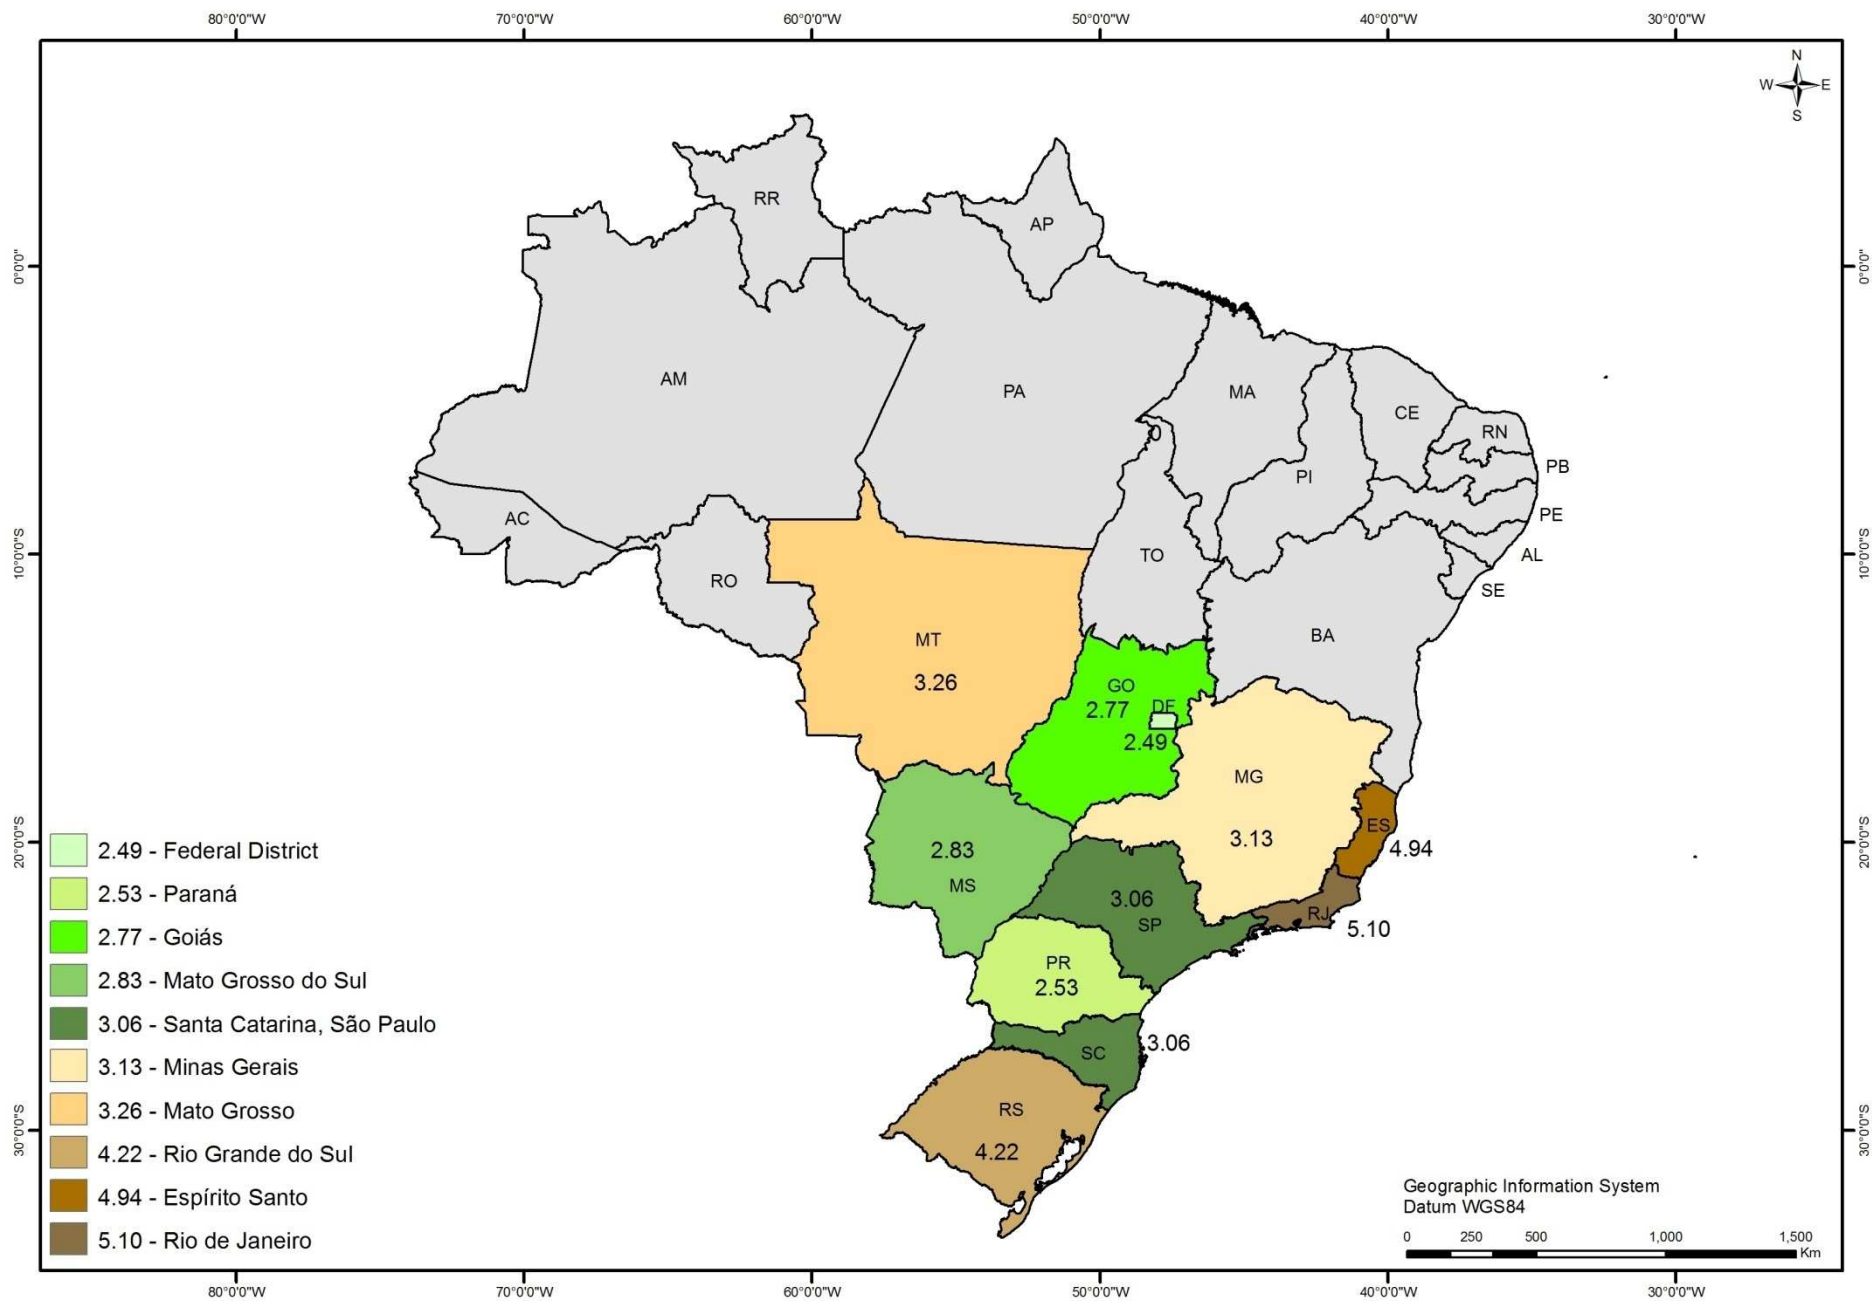 80°0'0"W
70°0'0"W
60°0'0"W
50°0'0"W
40°0'0"W
30°0'0"W
N
W
E
S
0°0'0"
0°0'0"
RR
AP
AM
PA
MA
CE
RN
PB
PI
PE
AL
SE
0
AC
RO
TO
BA
10°0'0"S
10°0'0"S
MT
3.26
GO
2.77
DF
2.49
MG
3.13
ES
4.94
20°0'0"S
20°0'0"S
2.83
MS
3.06
SP
RJ
5.10
PR
2.53
SC
3.06
RS
4.22
30°0'0"S
30°0'0"S
2.49 - Federal District
2.53 - Paraná
2.77 - Goiás
2.83 - Mato Grosso do Sul
3.06 - Santa Catarina, São Paulo
3.13 - Minas Gerais
3.26 - Mato Grosso
4.22 - Rio Grande do Sul
4.94 - Espírito Santo
5.10 - Rio de Janeiro
Geographic Information System
Datum WGS84
0 250 500 1,000 1,500
Km
80°0'0"W
70°0'0"W
60°0'0"W
50°0'0"W
40°0'0"W
30°0'0"W